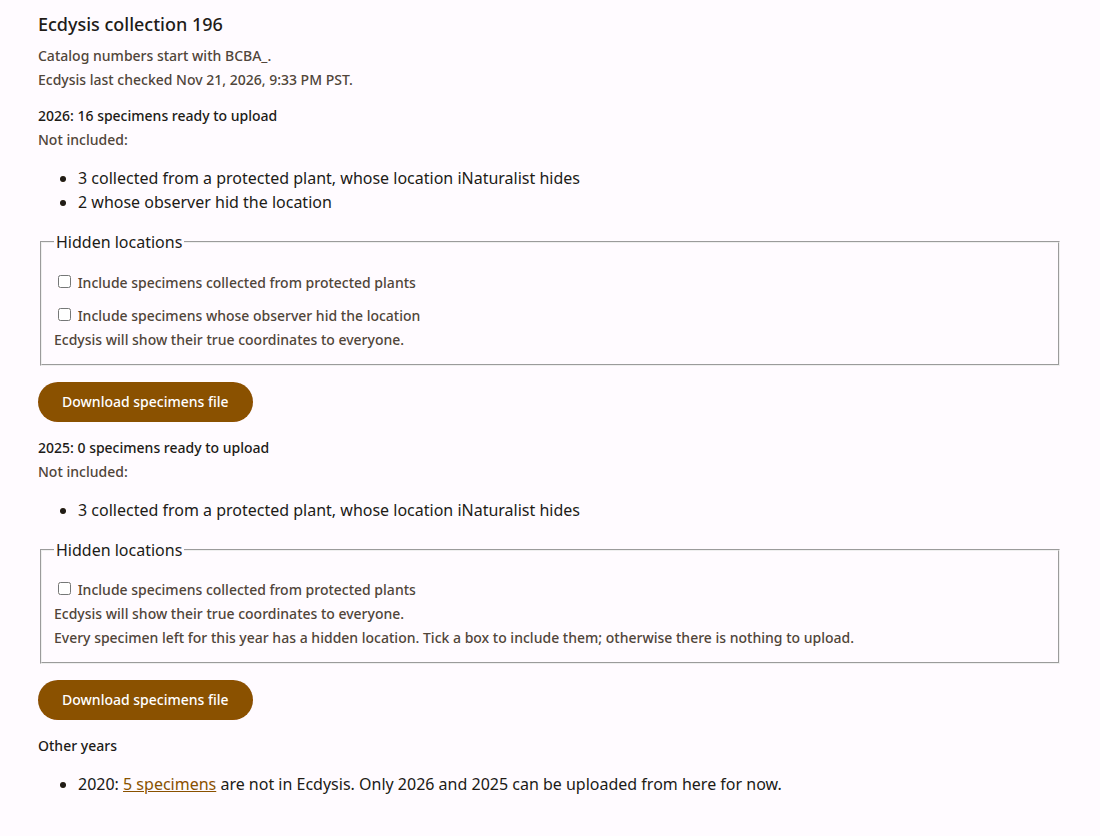 Ecdysis collection 196
Catalog numbers start with BCBA_.
Ecdysis last checked Nov 21, 2026, 9:33 PM PST.
2026: 16 specimens ready to upload
Not included:
3 collected from a protected plant, whose location iNaturalist hides
2 whose observer hid the location
Hidden locations
Include specimens collected from protected plants
Include specimens whose observer hid the location
Ecdysis will show their true coordinates to everyone.
Download specimens file
2025: 0 specimens ready to upload
Not included:
3 collected from a protected plant, whose location iNaturalist hides
Hidden locations
Include specimens collected from protected plants
Ecdysis will show their true coordinates to everyone.
Every specimen left for this year has a hidden location. Tick a box to include them; otherwise there is nothing to upload.
Download specimens file
Other years
2020: 5 specimens are not in Ecdysis. Only 2026 and 2025 can be uploaded from here for now.